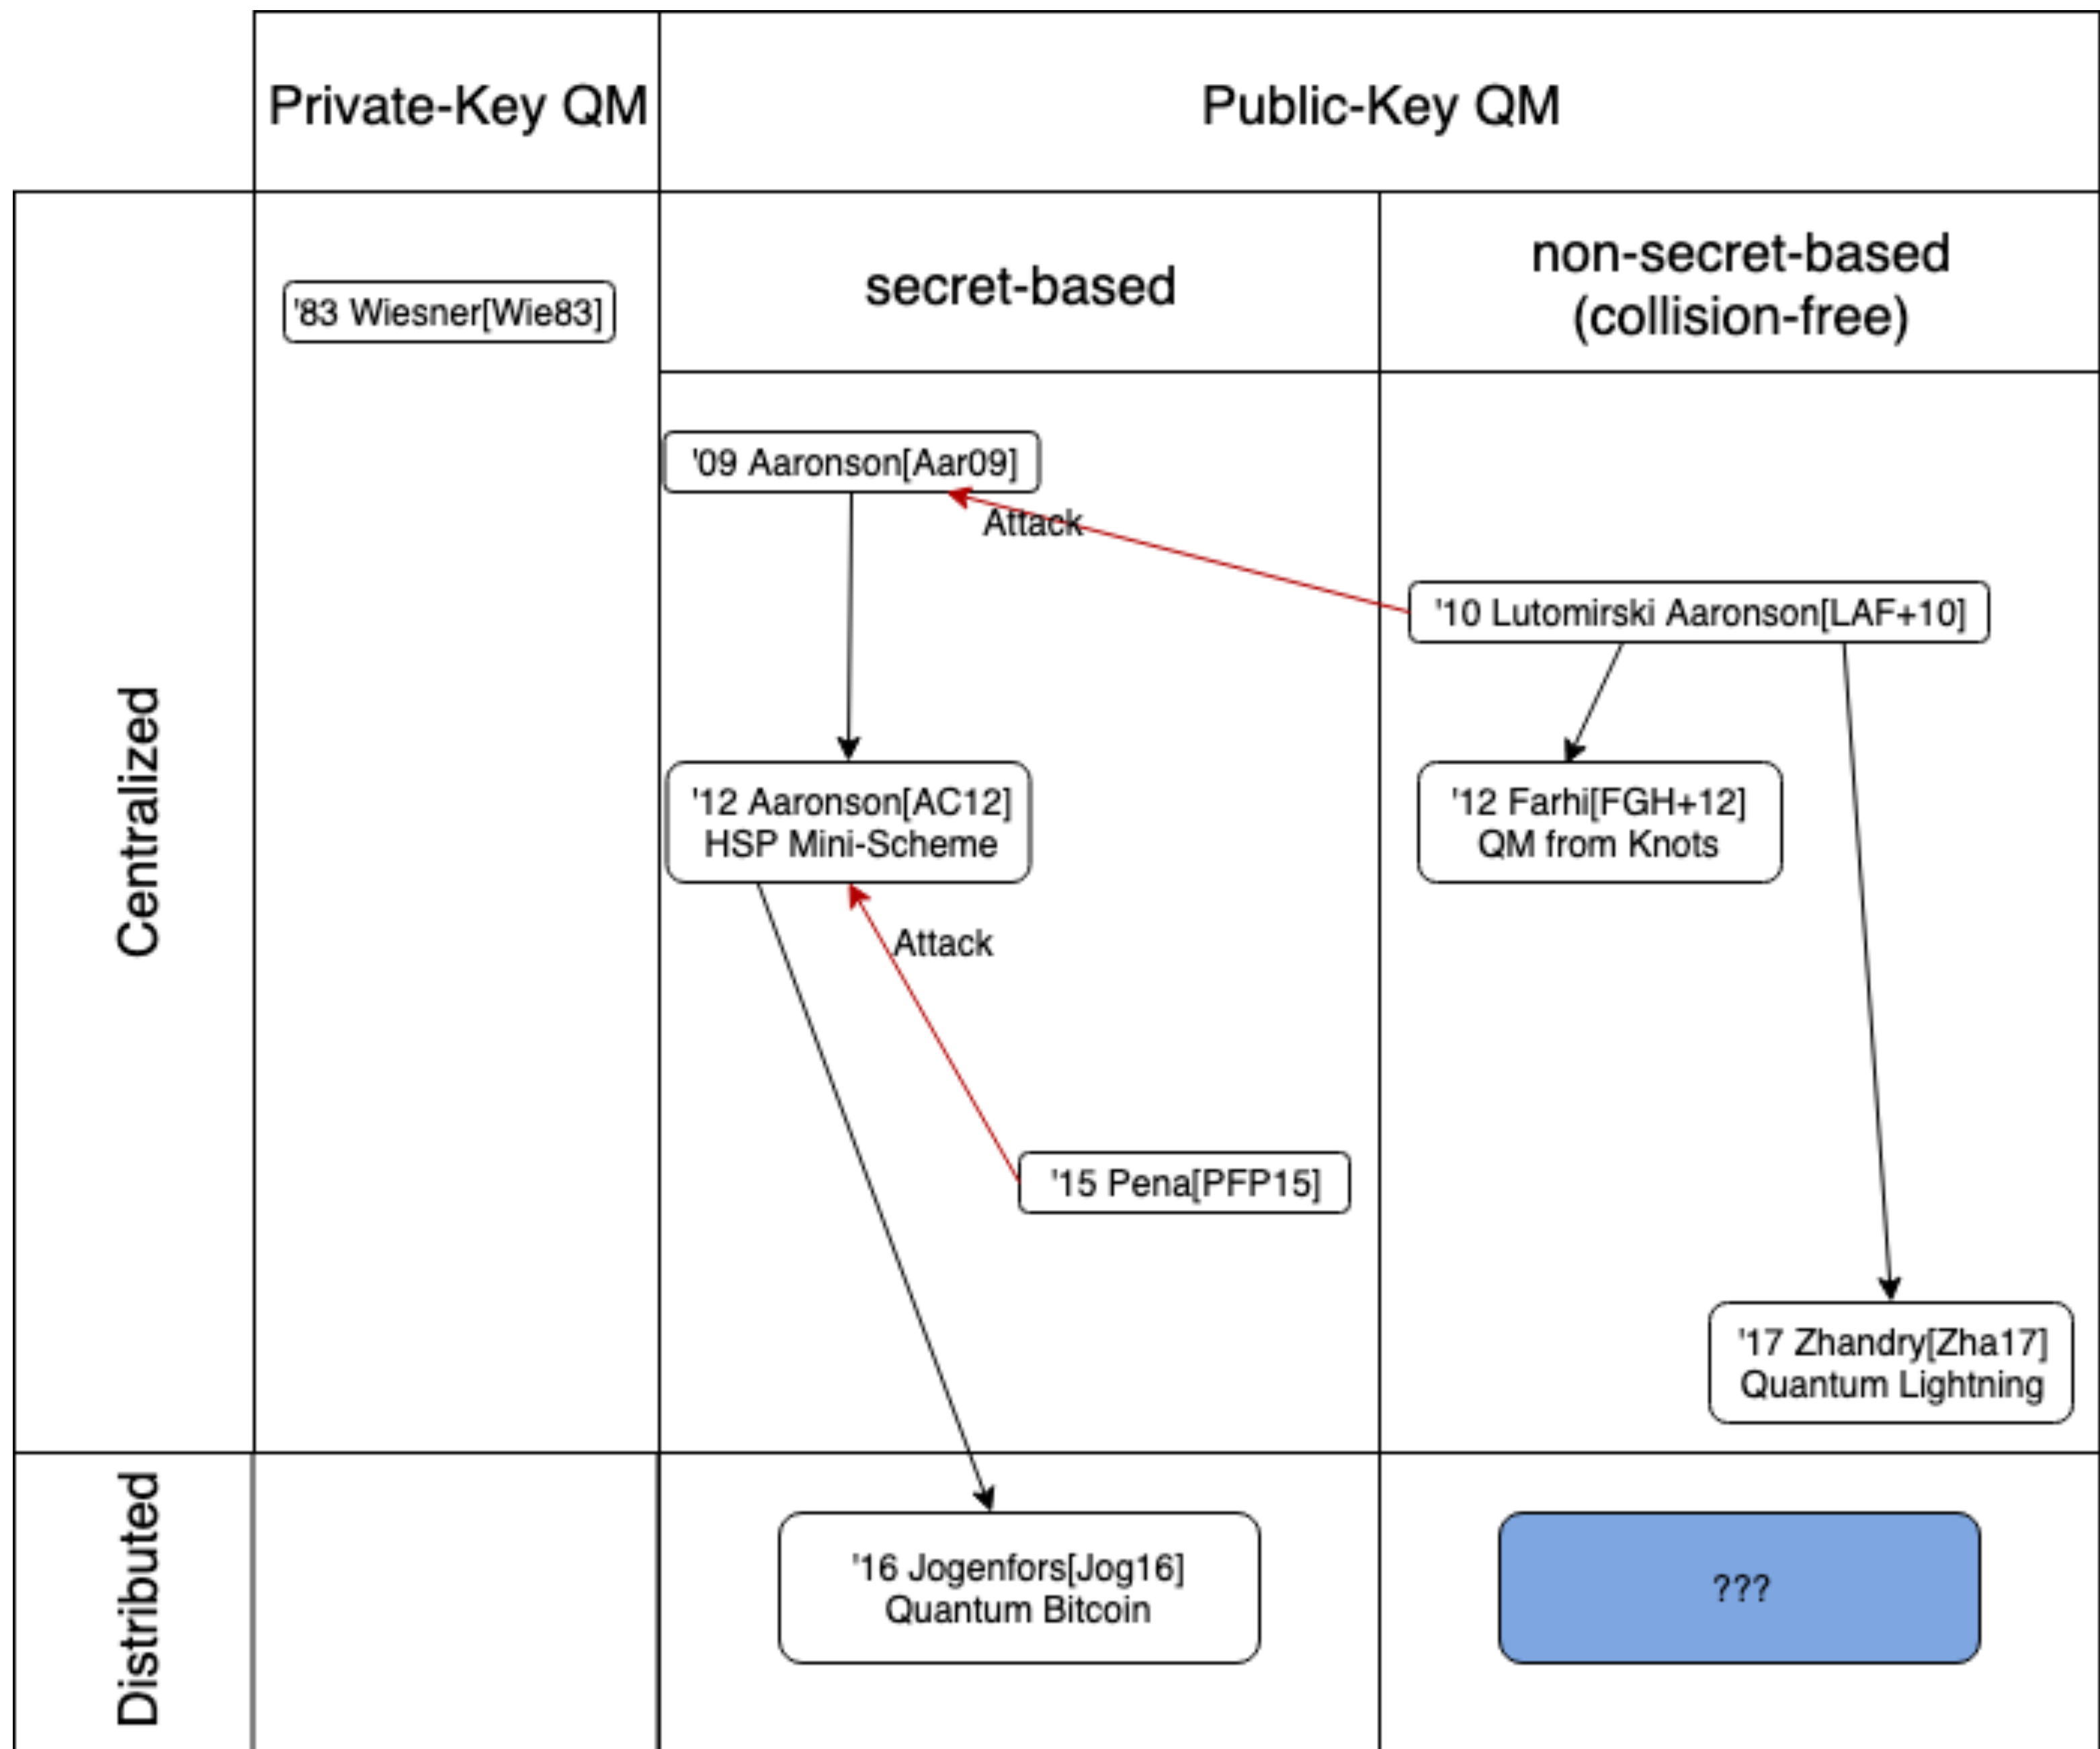 Private-Key QM
Public-Key QM
Centralized
'83 Wiesner[Wie83]
secret-based
non-secret-based
(collision-free)
'09 Aaronson[Aar09]
Attack
'10 Lutomirski Aaronson[LAF+10]
'12 Aaronson[AC12]
HSP Mini-Scheme
'12 Farhi[FGH+12]
QM from Knots
Attack
'15 Pena[PFP15]
'17 Zhandry[Zha17]
Quantum Lightning
Distributed
'16 Jogenfors[Jog16]
Quantum Bitcoin
???